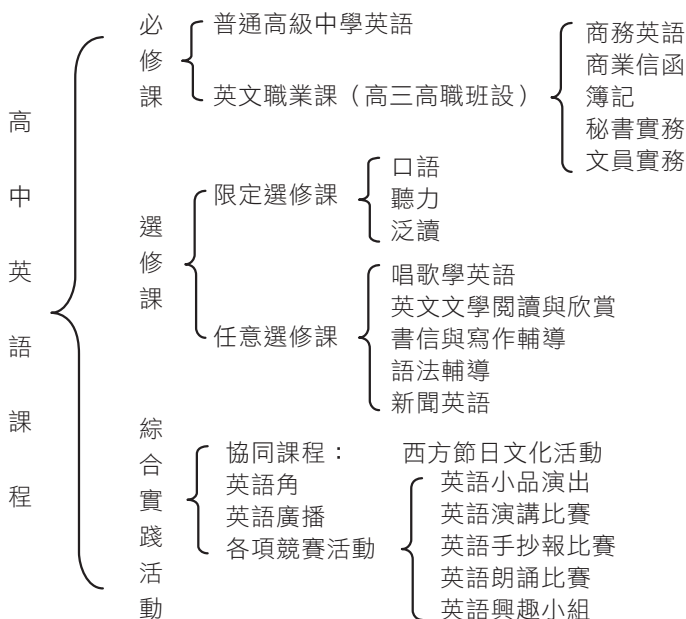 高中英語課程
必修課
普通高級中學英語
英文職業課（高三高職班設）
商務英語
商業信函
簿記
秘書實務
文員實務
選修課
限定選修課
口語
聽力
泛讀
任意選修課
唱歌學英語
英文文學閱讀與欣賞
書信與寫作輔導
語法輔導
新聞英語
綜合實踐活動
協同課程： 西方節日文化活動
英語角
英語廣播
各項競賽活動
英語小品演出
英語演講比賽
英語手抄報比賽
英語朗誦比賽
英語興趣小組